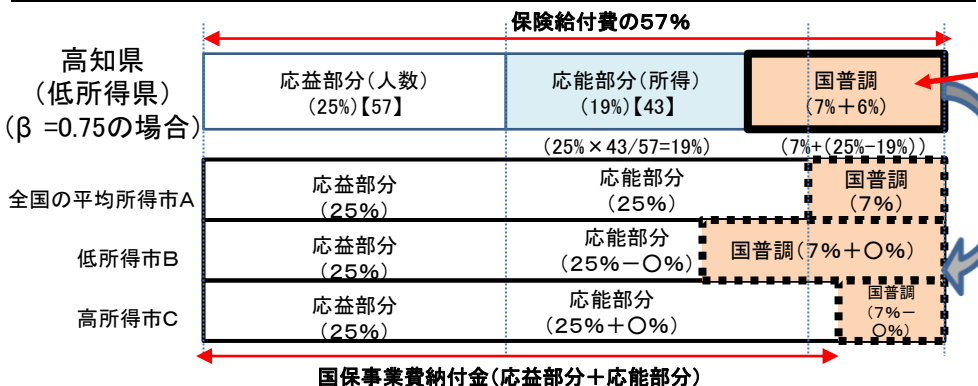 保険給付費の57%
高知県
(低所得県)
(β =0.75の場合)
応益部分(人数)
(25%)【57】
応能部分(所得)
(19%)【43】
国普調
(7%+6%)
(25%×43/57=19%)
(7%+(25%-19%))
全国の平均所得市A
応益部分
(25%)
応能部分
(25%)
国普調
(7%)
低所得市B
応益部分
(25%)
応能部分
(25%-○%)
国普調(7%+○%)
高所得市C
応益部分
(25%)
応能部分
(25%+○%)
国普調
(7%-
○%)
国保事業費納付金(応益部分+応能部分)